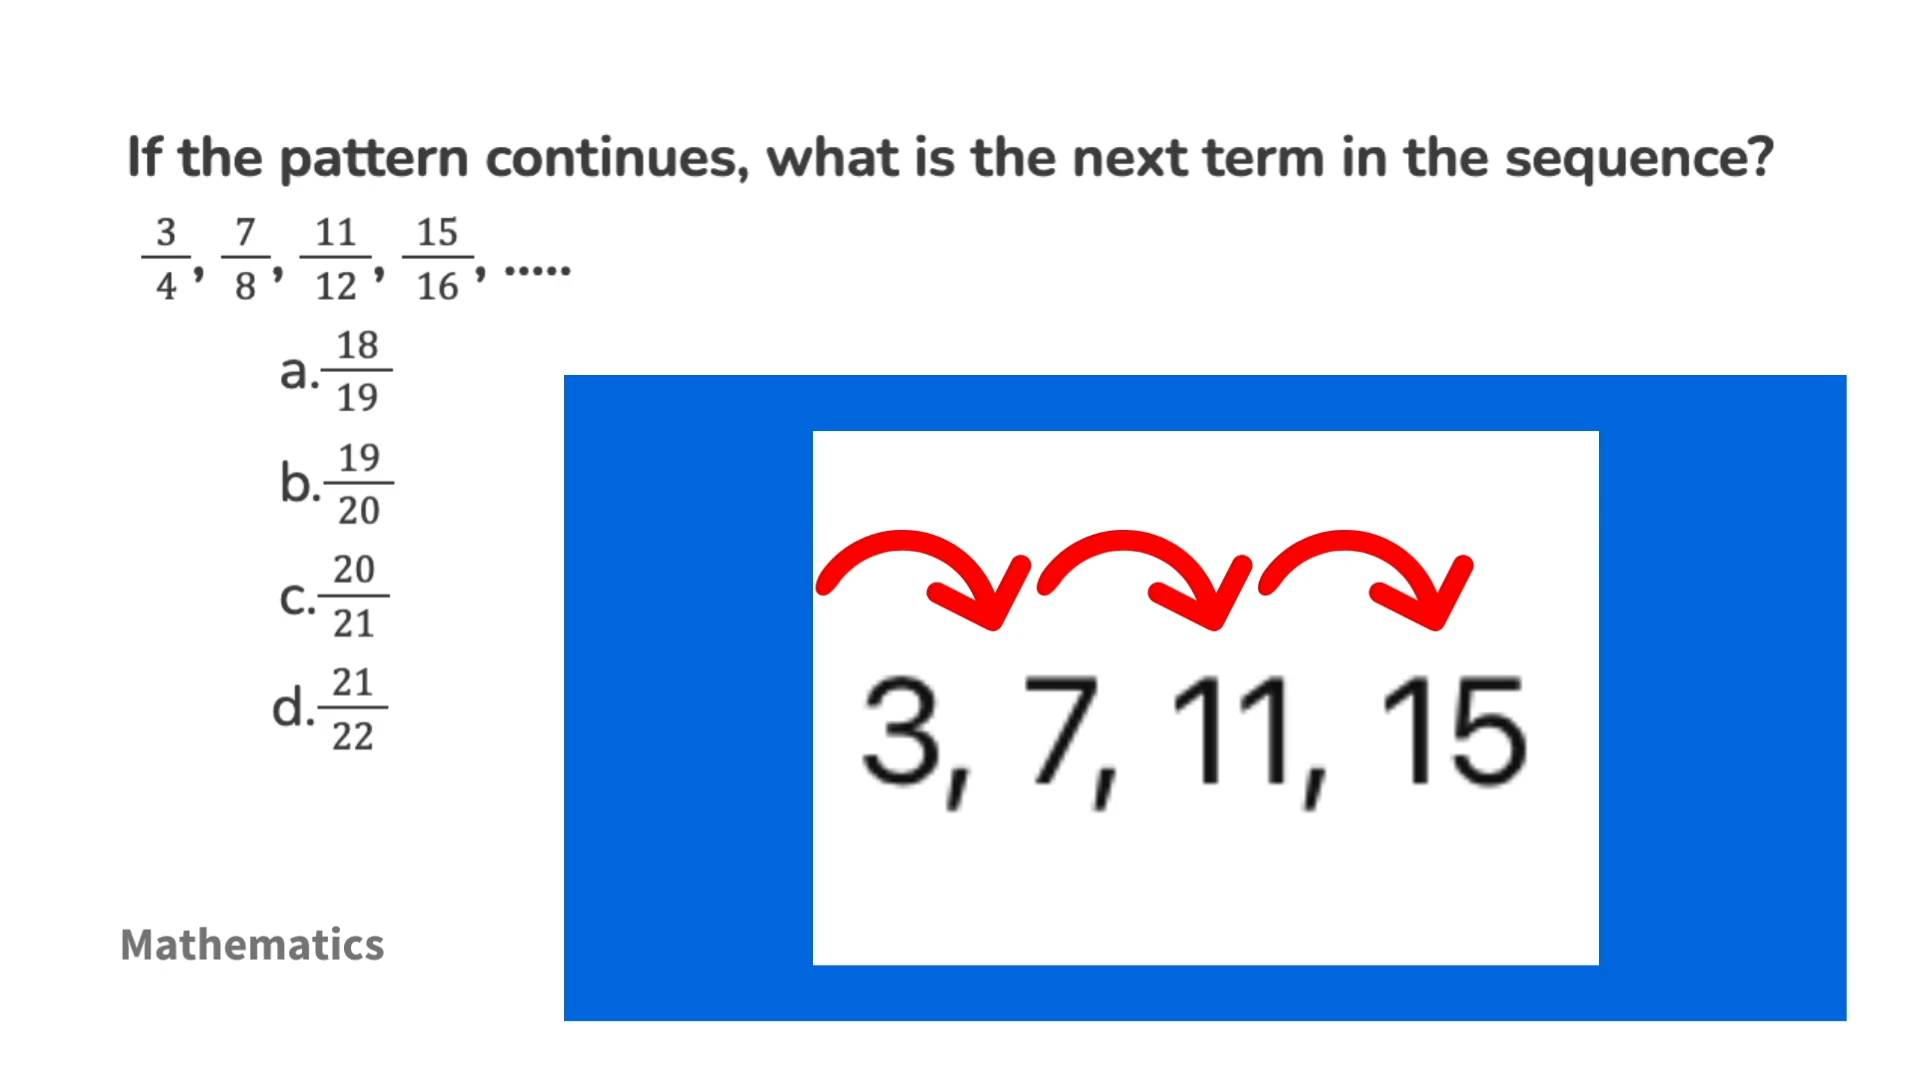 If the pattern continues, what is the next term in the sequence?
3/4, 7/8, 11/12, 15/16, .....
a. 18/19
b. 19/20
c. 20/21
d. 21/22
3, 7, 11, 15
Mathematics